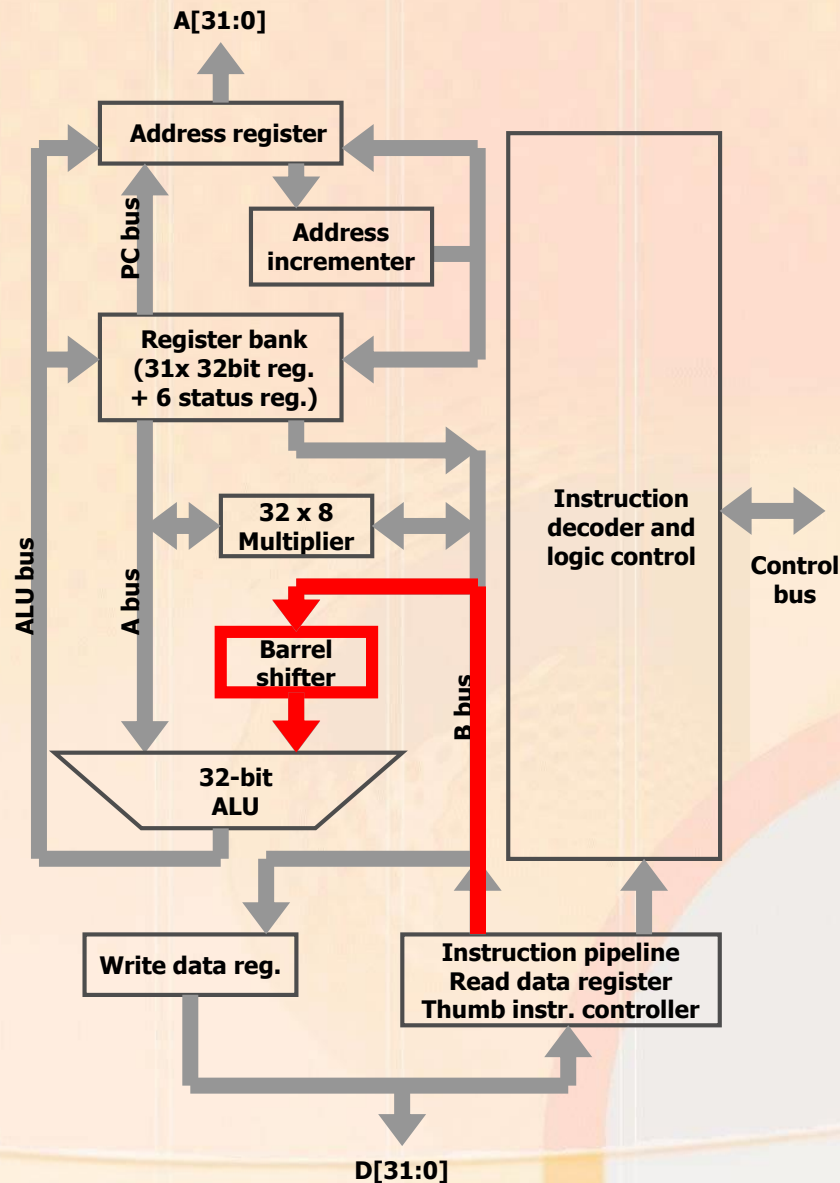 A[31:0]
Address register
PC bus
Address
incrementer
Register bank
(31x 32bit reg.
+ 6 status reg.)
32 x 8
Multiplier
Instruction
decoder and
logic control
Control
bus
ALU bus
A bus
Barrel
shifter
B bus
32-bit
ALU
Write data reg.
Instruction pipeline
Read data register
Thumb instr. controller
D[31:0]